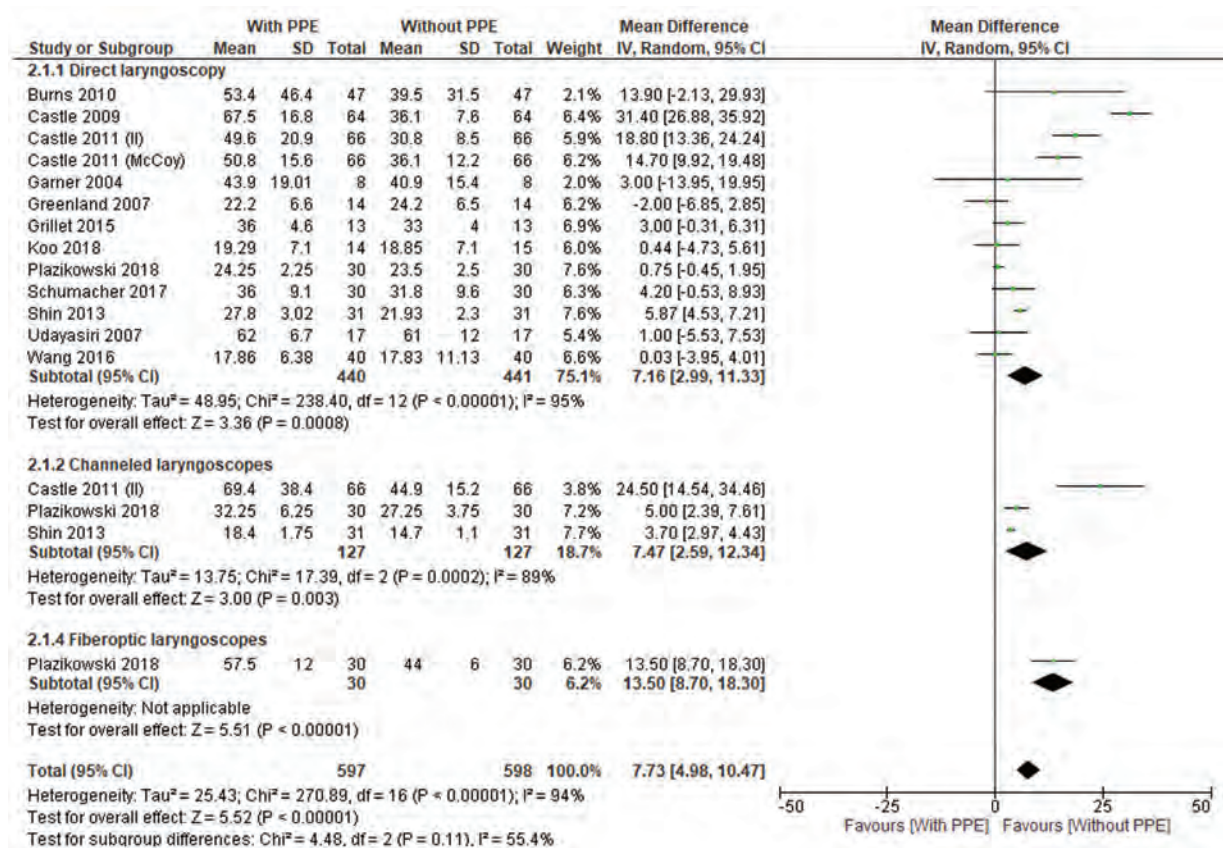 With PPE Without PPE Mean Difference Mean Difference
Study or Subgroup Mean SD Total Mean SD Total Weight IV, Random, 95% CI IV, Random, 95% CI
2.1.1 Direct laryngoscopy
Burns 2010 53.4 46.4 47 39.5 31.5 47 2.1% 13.90 [-2.13, 29.93]
Castle 2009 67.5 16.8 64 36.1 7.6 64 6.4% 31.40 [26.88, 35.92]
Castle 2011 (II) 49.6 20.9 66 30.8 8.5 66 5.9% 18.80 [13.36, 24.24]
Castle 2011 (McCoy) 50.8 15.6 66 36.1 12.2 66 6.2% 14.70 [9.92, 19.48]
Garner 2004 43.9 19.01 8 40.9 15.4 8 2.0% 3.00 [-13.95, 19.95]
Greenland 2007 22.2 6.6 14 24.2 6.5 14 6.2% -2.00 [-6.85, 2.85]
Grillet 2015 36 4.6 13 33 4 13 6.9% 3.00 [-0.31, 6.31]
Koo 2018 19.29 7.1 14 18.85 7.1 15 6.0% 0.44 [-4.73, 5.61]
Plazikowski 2018 24.25 2.25 30 23.5 2.5 30 7.6% 0.75 [-0.45, 1.95]
Schumacher 2017 36 9.1 30 31.8 9.6 30 6.3% 4.20 [-0.53, 8.93]
Shin 2013 27.8 3.02 31 21.93 2.3 31 7.6% 5.87 [4.53, 7.21]
Udayasiri 2007 62 6.7 17 61 12 17 5.4% 1.00 [-5.53, 7.53]
Wang 2016 17.86 6.38 40 17.83 11.13 40 6.6% 0.03 [-3.95, 4.01]
Subtotal (95% CI) 440 441 75.1% 7.16 [2.99, 11.33]
Heterogeneity: Tau² = 48.95; Chi² = 238.40, df = 12 (P < 0.00001); I² = 95%
Test for overall effect: Z = 3.36 (P = 0.0008)
2.1.2 Channeled laryngoscopes
Castle 2011 (II) 69.4 38.4 66 44.9 15.2 66 3.8% 24.50 [14.54, 34.46]
Plazikowski 2018 32.25 6.25 30 27.25 3.75 30 7.2% 5.00 [2.39, 7.61]
Shin 2013 18.4 1.75 31 14.7 1.1 31 7.7% 3.70 [2.97, 4.43]
Subtotal (95% CI) 127 127 18.7% 7.47 [2.59, 12.34]
Heterogeneity: Tau² = 13.75; Chi² = 17.39, df = 2 (P = 0.0002); I² = 89%
Test for overall effect: Z = 3.00 (P = 0.003)
2.1.4 Fiberoptic laryngoscopes
Plazikowski 2018 57.5 12 30 44 6 30 6.2% 13.50 [8.70, 18.30]
Subtotal (95% CI) 30 30 6.2% 13.50 [8.70, 18.30]
Heterogeneity: Not applicable
Test for overall effect: Z = 5.51 (P < 0.00001)
Total (95% CI) 597 598 100.0% 7.73 [4.98, 10.47]
Heterogeneity: Tau² = 25.43; Chi² = 270.89, df = 16 (P < 0.00001); I² = 94%
Test for overall effect: Z = 5.52 (P < 0.00001)
Test for subgroup differences: Chi² = 4.48, df = 2 (P = 0.11), I² = 55.4%
-50 -25 0 25 50
Favours [With PPE] Favours [Without PPE]